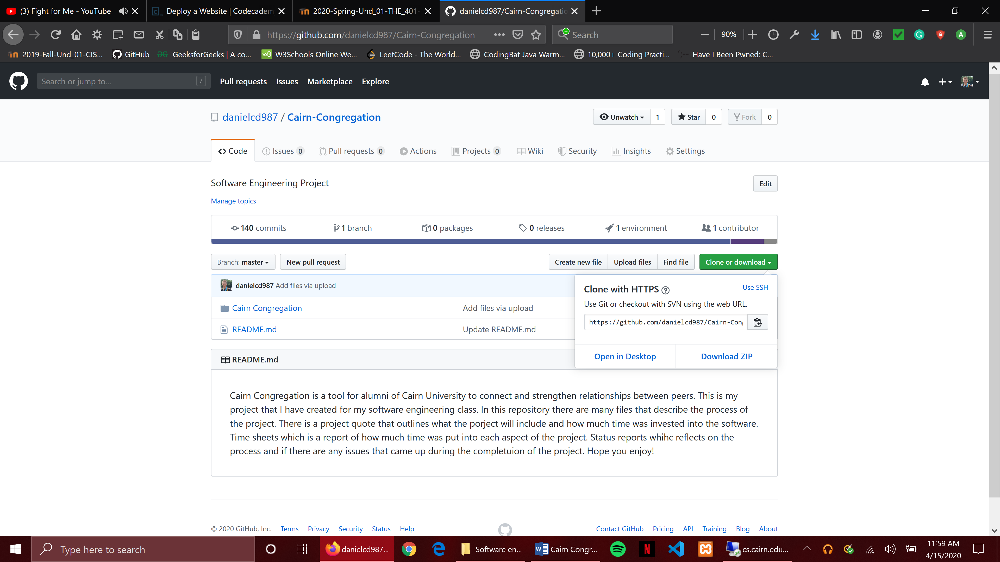 (3) Fight for Me - YouTube
Deploy a Website | Codecadem
2020-Spring-Und_01-THE_401-
danielcd987/Cairn-Congregatio
https://github.com/danielcd987/Cairn-Congregation
Search
90%
2019-Fall-Und_01-CIS...
GitHub
GeeksforGeeks | A co...
W3Schools Online We...
LeetCode - The World...
CodingBat Java Warm...
10,000+ Coding Practi...
Have I Been Pwned: C...
Search or jump to...
/
Pull requests
Issues
Marketplace
Explore
danielcd987 / Cairn-Congregation
Unwatch 1
Star 0
Fork 0
Code
Issues 0
Pull requests 0
Actions
Projects 0
Wiki
Security
Insights
Settings
Software Engineering Project
Edit
Manage topics
140 commits
1 branch
0 packages
0 releases
1 environment
1 contributor
Branch: master
New pull request
Create new file
Upload files
Find file
Clone or download
danielcd987 Add files via upload
Cairn Congregation
Add files via upload
README.md
Update README.md
Clone with HTTPS ?
Use SSH
Use Git or checkout with SVN using the web URL.
https://github.com/danielcd987/Cairn-Cong
Open in Desktop
Download ZIP
README.md
Cairn Congregation is a tool for alumni of Cairn University to connect and strengthen relationships between peers. This is my
project that I have created for my software engineering class. In this repository there are many files that describe the process of
the project. There is a project quote that outlines what the porject will include and how much time was invested into the software.
Time sheets which is a report of how much time was put into each aspect of the project. Status reports whihc reflects on the
process and if there are any issues that came up during the completuion of the project. Hope you enjoy!
© 2020 GitHub, Inc.
Terms
Privacy
Security
Status
Help
Contact GitHub
Pricing
API
Training
Blog
About
Type here to search
danielcd987...
Software en...
Cairn Congr...
cs.cairn.edu...
11:59 AM
4/15/2020